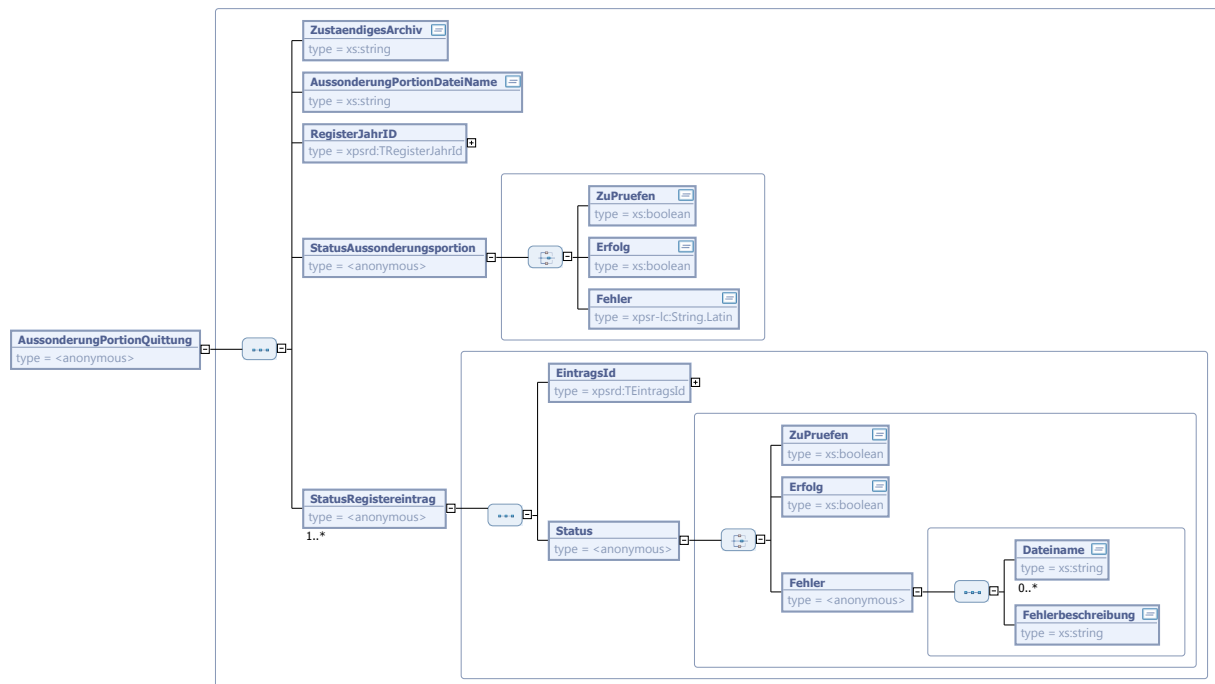 ZustaendigesArchiv
type = xs:string
AussonderungPortionDateiName
type = xs:string
RegisterJahrID
type = xpsrd:TRegisterJahrId
ZuPruefen
type = xs:boolean
StatusAussonderungsportion
type = <anonymous>
Erfolg
type = xs:boolean
Fehler
type = xpsr-lc:String.Latin
AussonderungPortionQuittung
type = <anonymous>
EintragsId
type = xpsrd:TEintragsId
ZuPruefen
type = xs:boolean
Erfolg
type = xs:boolean
StatusRegistereintrag
type = <anonymous>
1..*
Status
type = <anonymous>
Dateiname
type = xs:string
0..*
Fehler
type = <anonymous>
Fehlerbeschreibung
type = xs:string